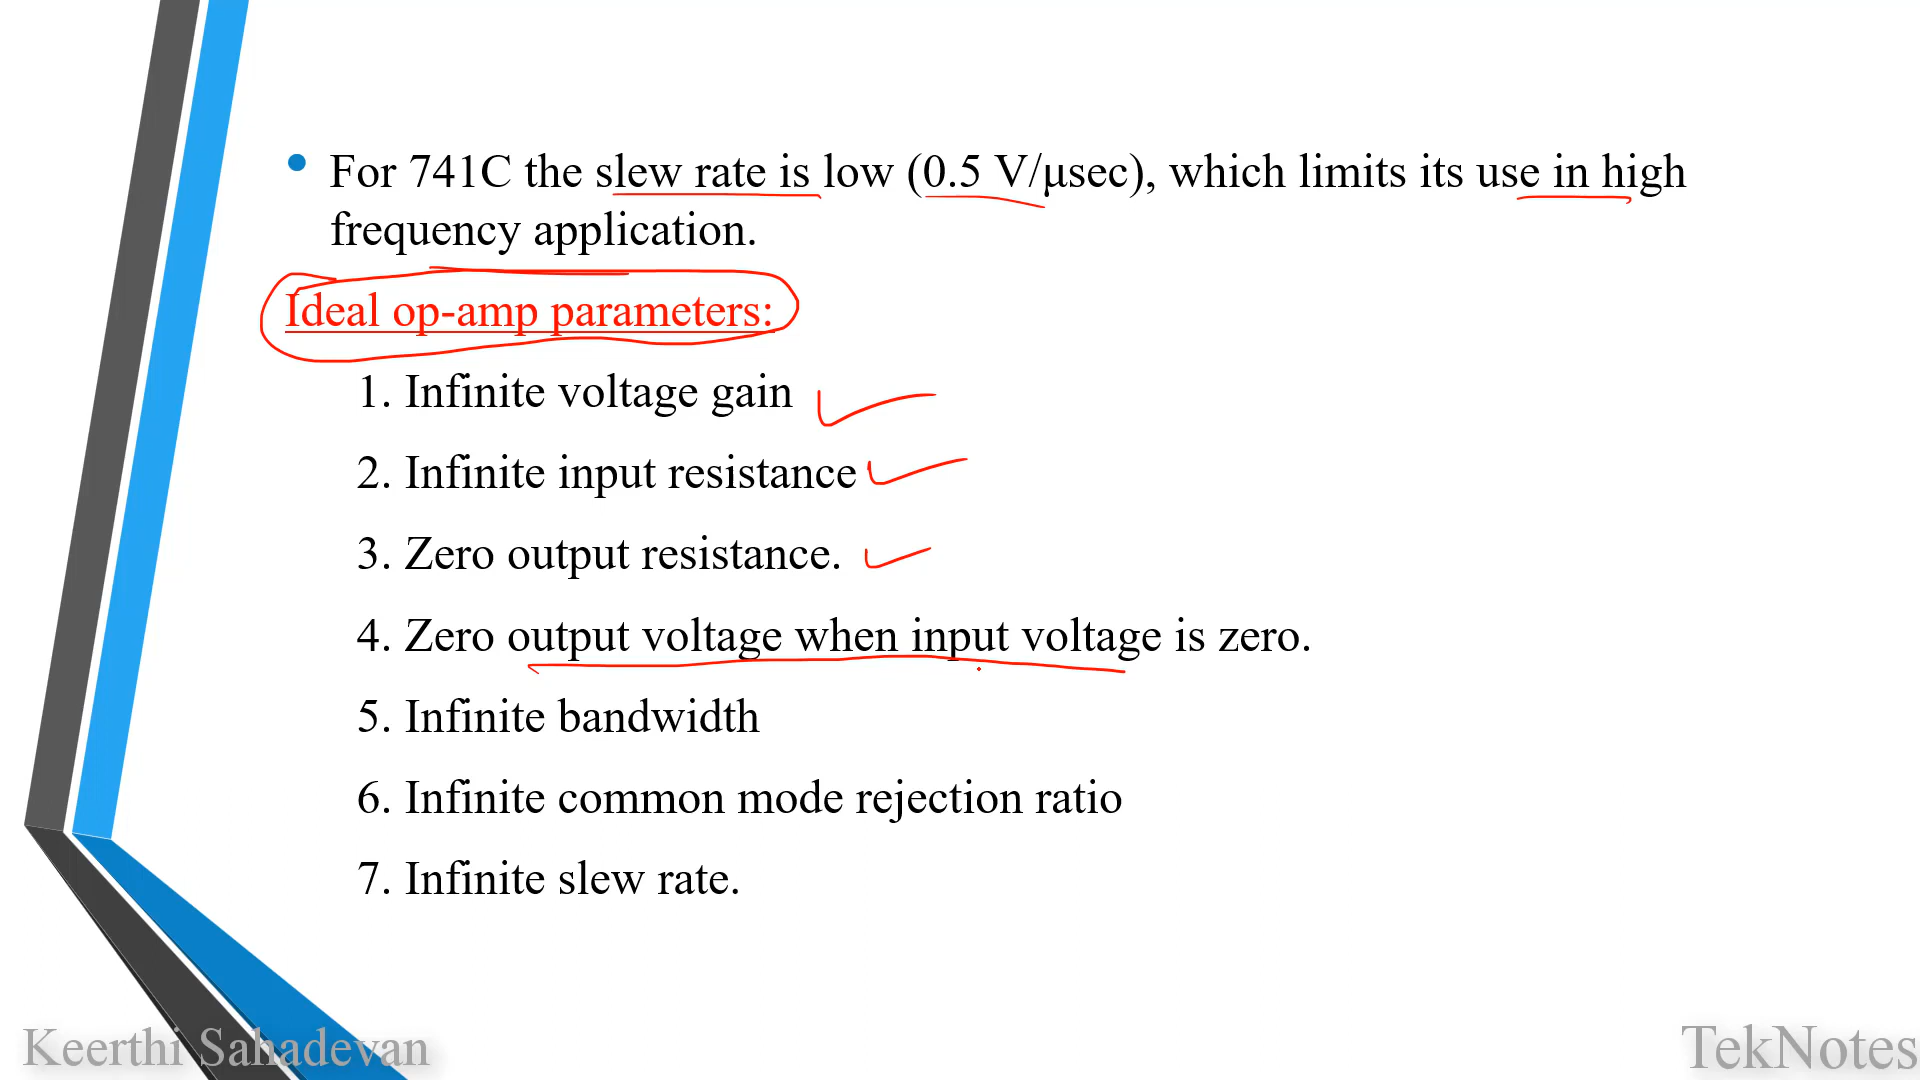 • For 741C the slew rate is low (0.5 V/μsec), which limits its use in high
frequency application.
Ideal op-amp parameters:
1. Infinite voltage gain
2. Infinite input resistance
3. Zero output resistance.
4. Zero output voltage when input voltage is zero.
5. Infinite bandwidth
6. Infinite common mode rejection ratio
7. Infinite slew rate.
Keerthi Sahadevan
TekNotes